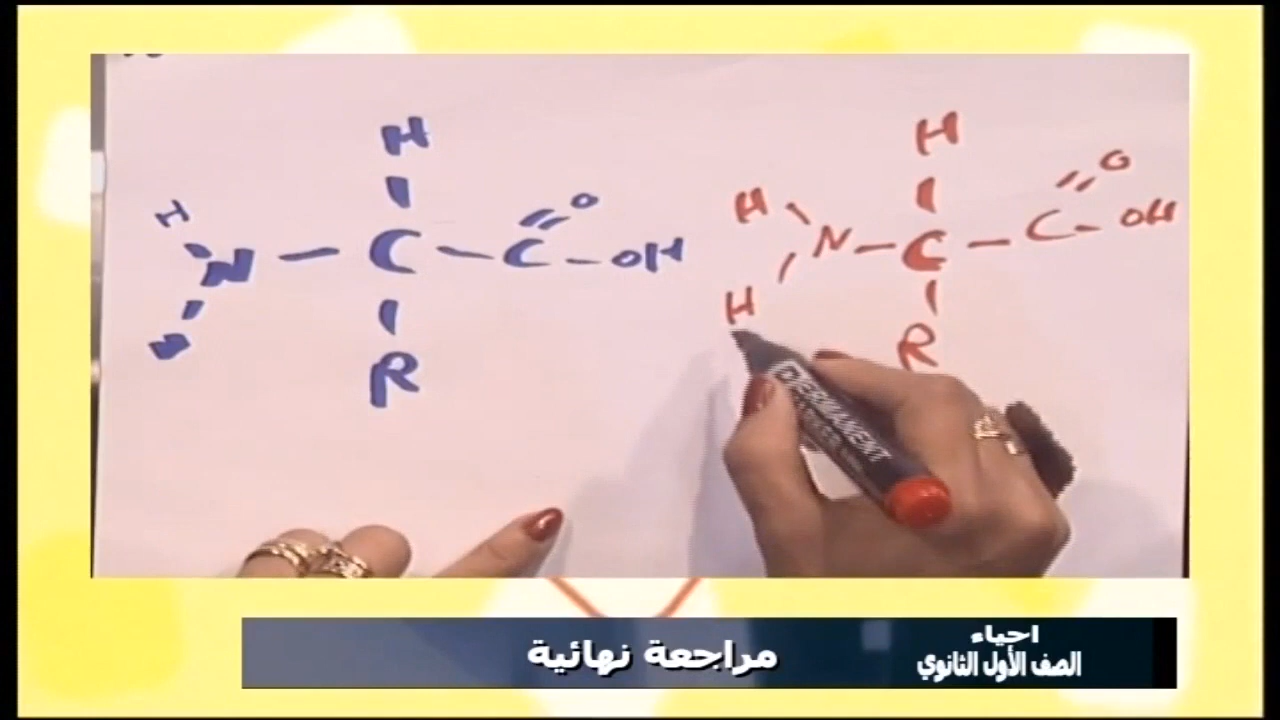 H
H
N – C – C = O
– OH
H
R
H
H
N – C – C = O
– OH
H
R
PERMANENT
احياء
الصف الأول الثانوي
مراجعة نهائية